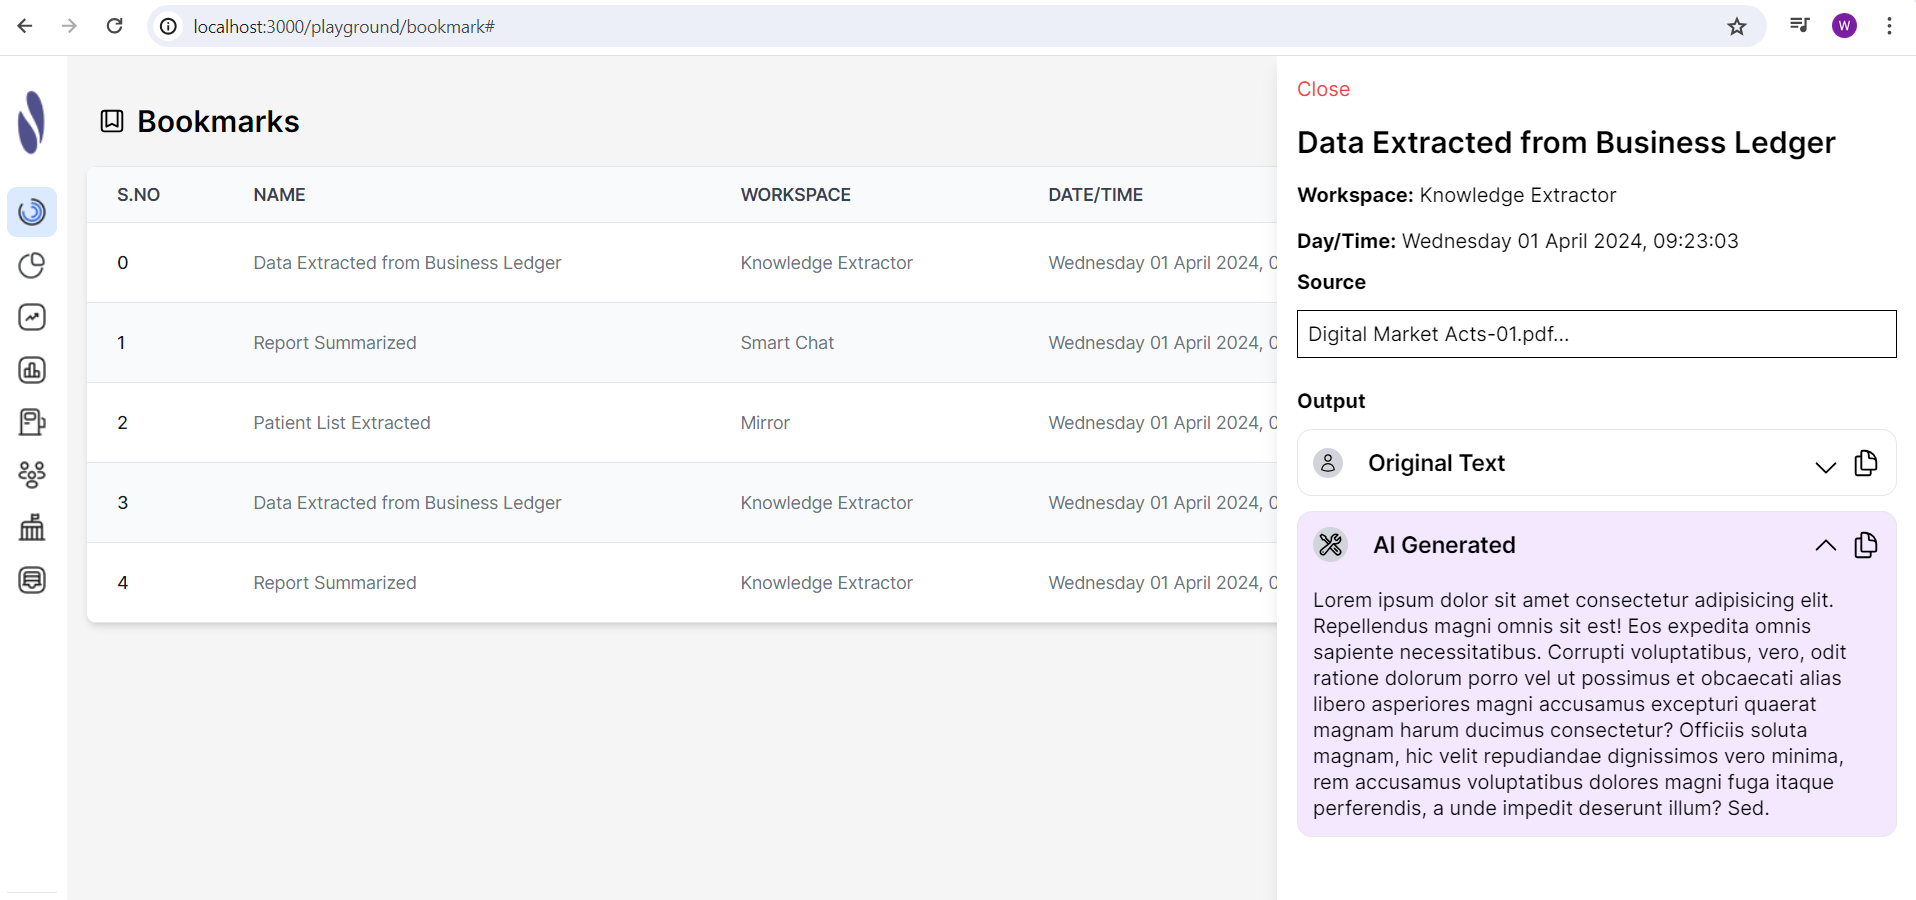 localhost:3000/playground/bookmark#
W
Bookmarks
S.NO NAME WORKSPACE DATE/TIME
0 Data Extracted from Business Ledger Knowledge Extractor Wednesday 01 April 2024, 0
1 Report Summarized Smart Chat Wednesday 01 April 2024, 0
2 Patient List Extracted Mirror Wednesday 01 April 2024, 0
3 Data Extracted from Business Ledger Knowledge Extractor Wednesday 01 April 2024, 0
4 Report Summarized Knowledge Extractor Wednesday 01 April 2024, 0
Close
Data Extracted from Business Ledger
Workspace: Knowledge Extractor
Day/Time: Wednesday 01 April 2024, 09:23:03
Source
Digital Market Acts-01.pdf...
Output
Original Text
AI Generated
Lorem ipsum dolor sit amet consectetur adipisicing elit.
Repellendus magni omnis sit est! Eos expedita omnis
sapiente necessitatibus. Corrupti voluptatibus, vero, odit
ratione dolorum porro vel ut possimus et obcaecati alias
libero asperiores magni accusamus excepturi quaerat
magnam harum ducimus consectetur? Officiis soluta
magnam, hic velit repudiandae dignissimos vero minima,
rem accusamus voluptatibus dolores magni fuga itaque
perferendis, a unde impedit deserunt illum? Sed.